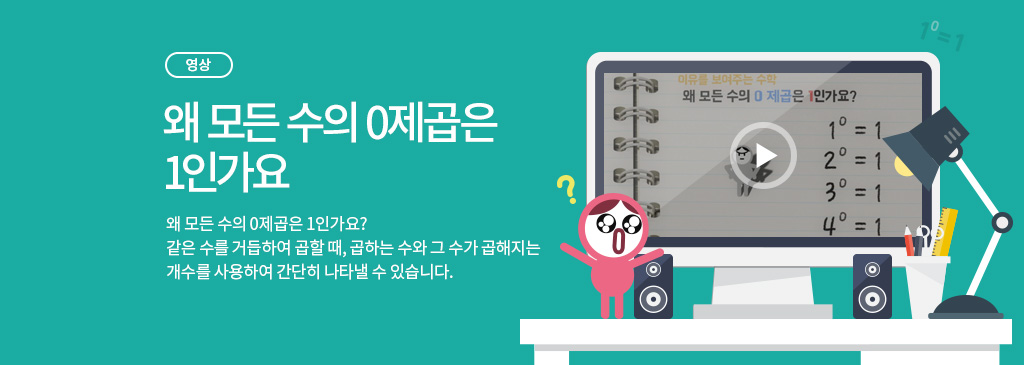 영상
왜 모든 수의 0제곱은
1인가요
왜 모든 수의 0제곱은 1인가요?
같은 수를 거듭하여 곱할 때, 곱하는 수와 그 수가 곱해지는
개수를 사용하여 간단히 나타낼 수 있습니다.
1⁰=1
이유를 보여주는 수학
왜 모든 수의 0 제곱은 1인가요?
1⁰ = 1
2⁰ = 1
3⁰ = 1
4⁰ = 1
?